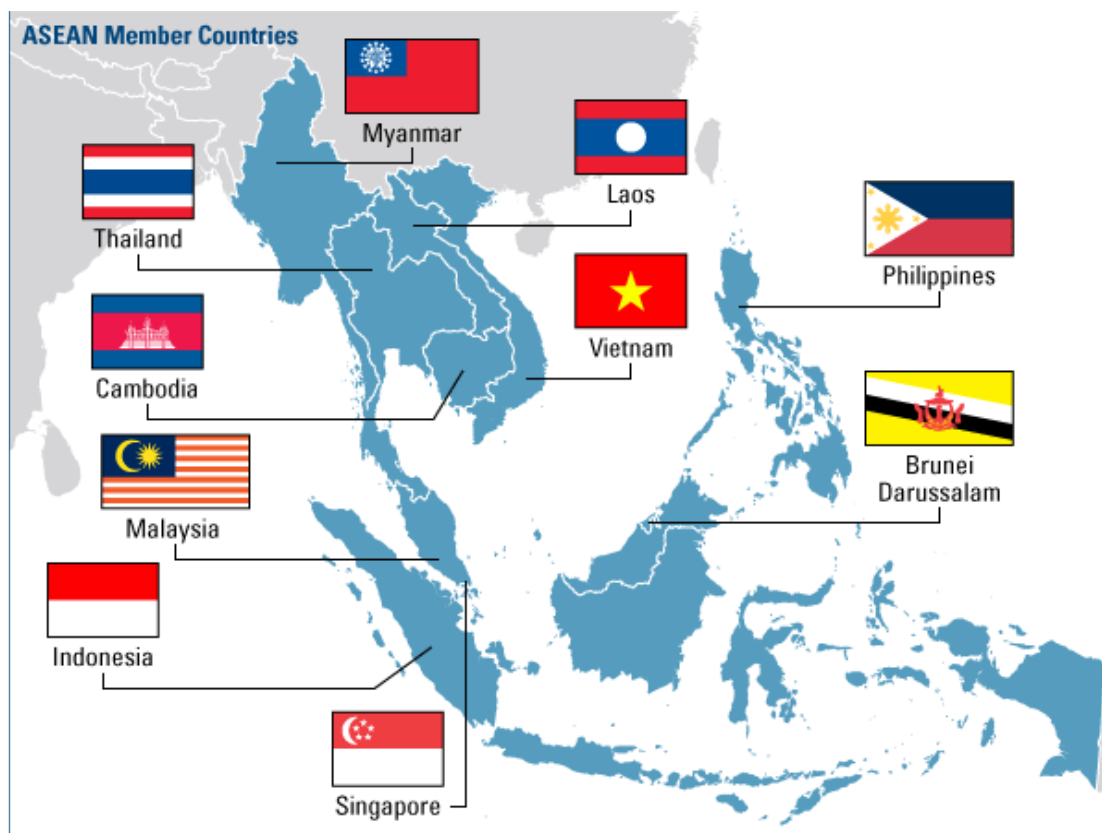 ASEAN Member Countries
Myanmar
Laos
Thailand
Philippines
Vietnam
Cambodia
Brunei
Darussalam
Malaysia
Indonesia
Singapore